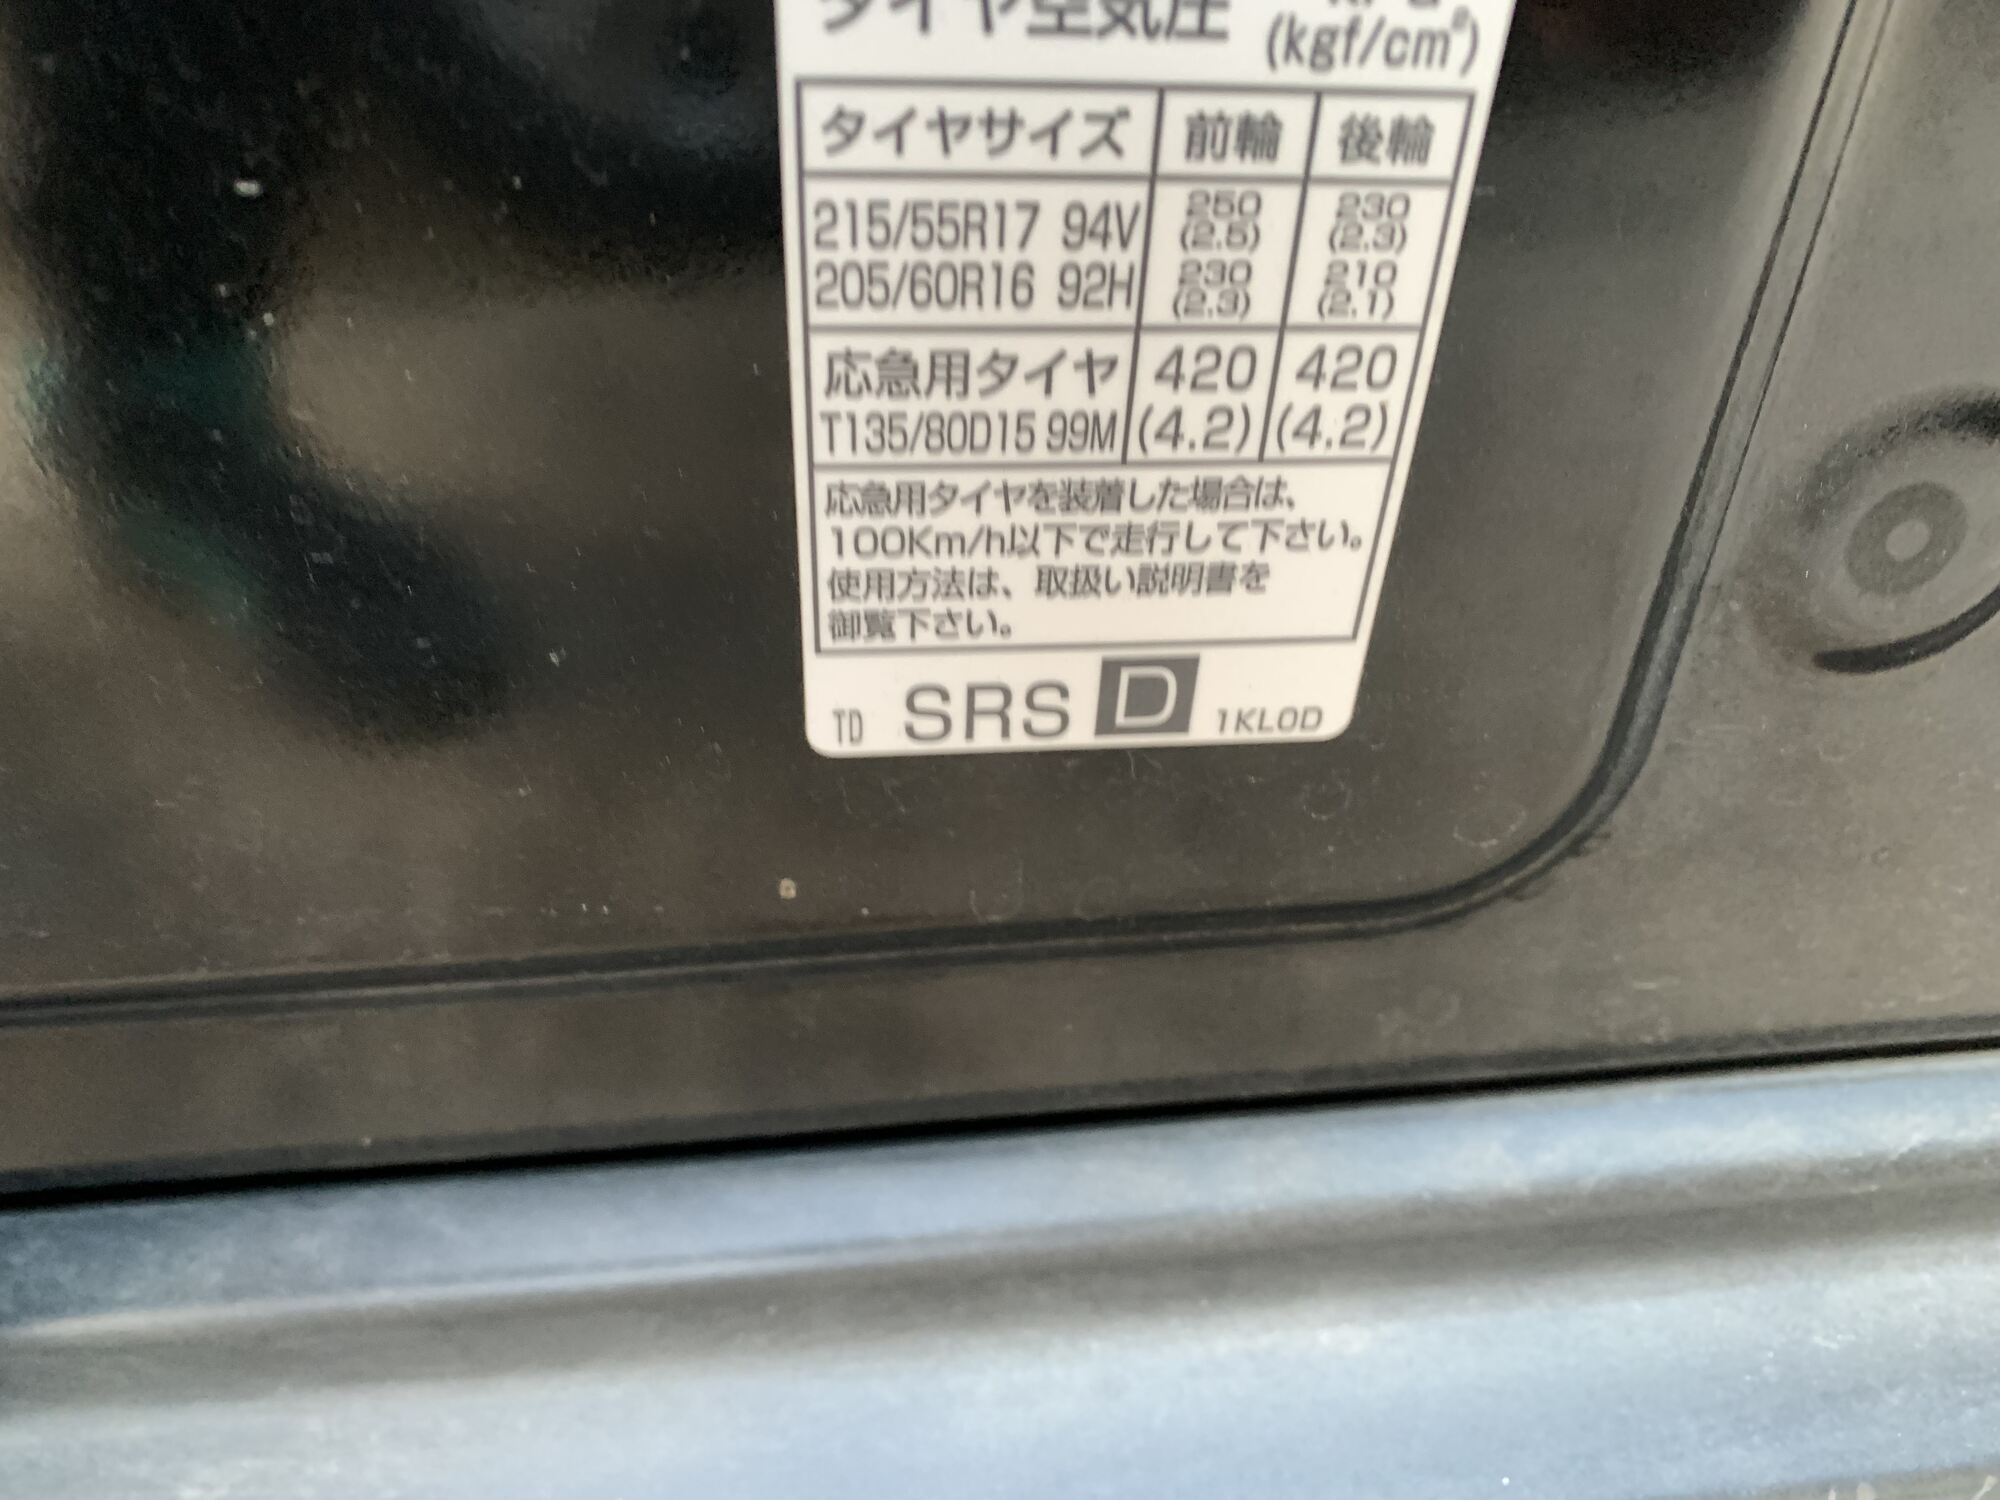 タイヤ空気圧 kPa
(kgf/cm²)
タイヤサイズ 前輪 後輪
215/55R17 94V 250 (2.5) 230 (2.3)
205/60R16 92H 230 (2.3) 210 (2.1)
応急用タイヤ 420 420
T135/80D15 99M (4.2) (4.2)
応急用タイヤを装着した場合は、
100Km/h以下で走行して下さい。
使用方法は、取扱い説明書を
御覧下さい。
TD SRS D 1KL0D